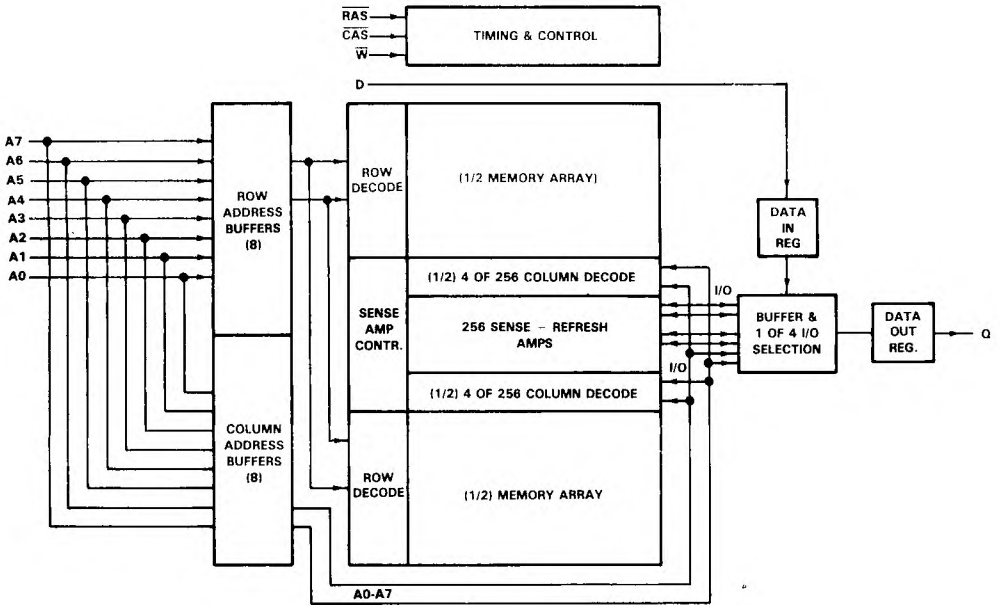 RAS
CAS
W
TIMING & CONTROL
D
A7
A6
A5
A4
A3
A2
A1
A0
ROW
ADDRESS
BUFFERS
(8)
COLUMN
ADDRESS
BUFFERS
(8)
ROW
DECODE
(1/2 MEMORY ARRAY)
SENSE
AMP
CONTR.
(1/2) 4 OF 256 COLUMN DECODE
256 SENSE – REFRESH
AMPS
(1/2) 4 OF 256 COLUMN DECODE
ROW
DECODE
(1/2) MEMORY ARRAY
A0-A7
I/O
I/O
DATA
IN
REG
BUFFER &
1 OF 4 I/O
SELECTION
DATA
OUT
REG.
Q